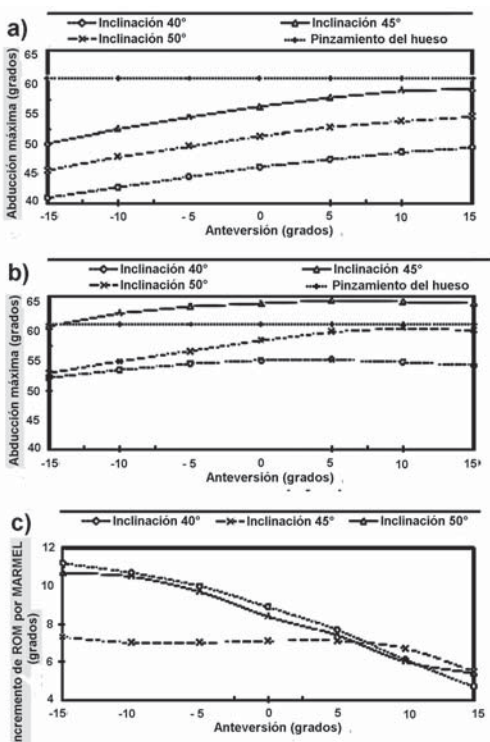 a)
Inclinación 40°
Inclinación 45°
Inclinación 50°
Pinzamiento del hueso
Abducción máxima (grados)
65
60
55
50
45
40
-15
-10
-5
0
5
10
15
Anteversión (grados)
b)
Inclinación 40°
Inclinación 45°
Inclinación 50°
Pinzamiento del hueso
Abducción máxima (grados)
65
60
55
50
40
-15
-10
-5
0
5
10
15
Anteversión (grados)
c)
Inclinación 40°
Inclinación 45°
Inclinación 50°
Incremento de ROM por MARMEL
(grados)
12
10
8
6
4
-15
-10
-5
0
5
10
15
Anteversión (grados)